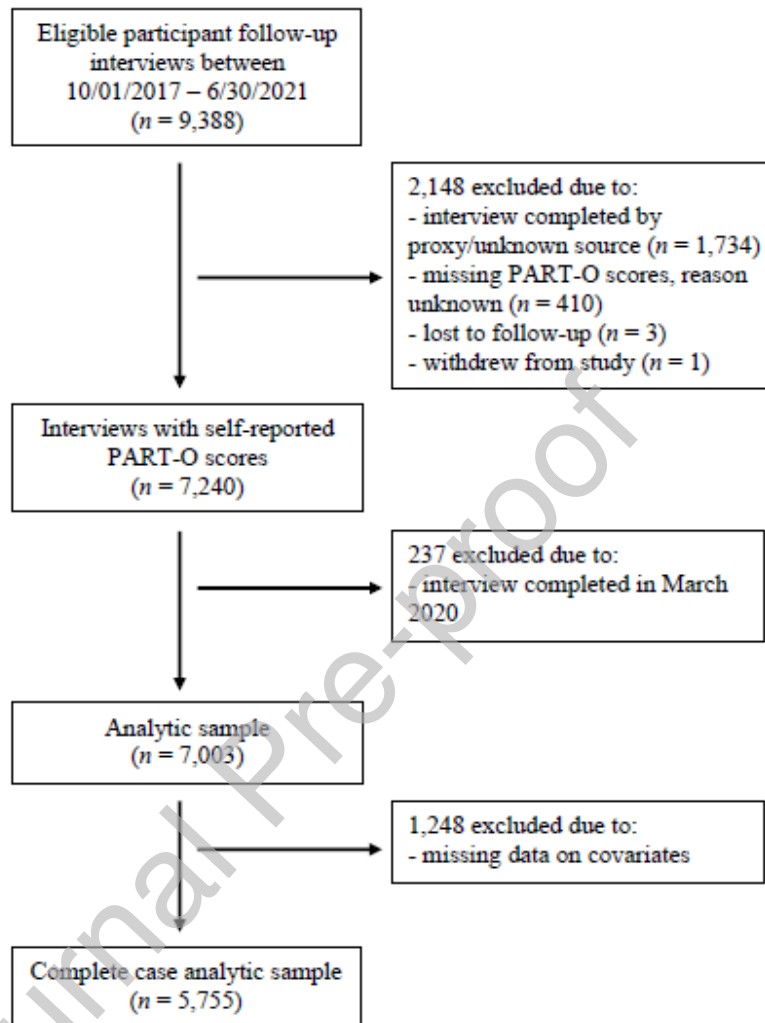 Eligible participant follow-up
interviews between
10/01/2017 – 6/30/2021
(n = 9,388)
2,148 excluded due to:
- interview completed by
proxy/unknown source (n = 1,734)
- missing PART-O scores, reason
unknown (n = 410)
- lost to follow-up (n = 3)
- withdrew from study (n = 1)
Interviews with self-reported
PART-O scores
(n = 7,240)
237 excluded due to:
- interview completed in March
2020
Analytic sample
(n = 7,003)
1,248 excluded due to:
- missing data on covariates
Complete case analytic sample
(n = 5,755)
urnal Pre-proof